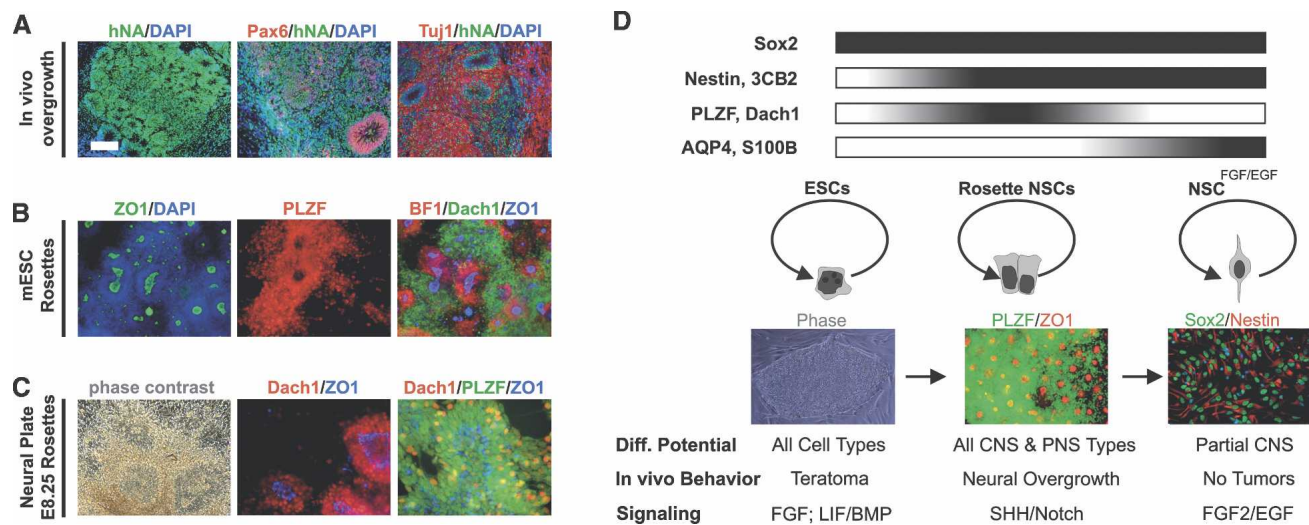 A
In vivo
overgrowth
hNA/DAPI
Pax6/hNA/DAPI
Tuj1/hNA/DAPI
B
mESC
Rosettes
ZO1/DAPI
PLZF
BF1/Dach1/ZO1
C
Neural Plate
E8.25 Rosettes
phase contrast
Dach1/ZO1
Dach1/PLZF/ZO1
D
Sox2
Nestin, 3CB2
PLZF, Dach1
AQP4, S100B
ESCs
Rosette NSCs
NSC FGF/EGF
Phase
PLZF/ZO1
Sox2/Nestin
Diff. Potential All Cell Types All CNS & PNS Types Partial CNS
In vivo Behavior Teratoma Neural Overgrowth No Tumors
Signaling FGF; LIF/BMP SHH/Notch FGF2/EGF